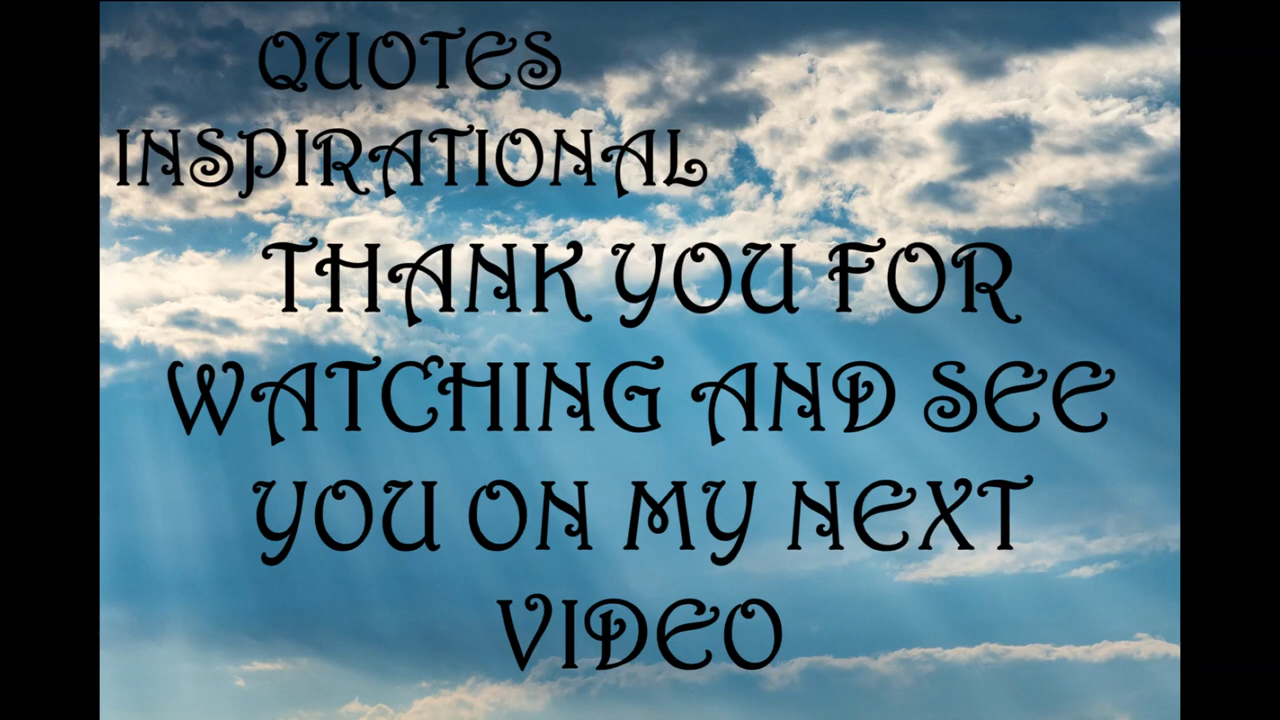 QUOTES
INSPIRATIONAL
THANK YOU FOR
WATCHING AND SEE
YOU ON MY NEXT
VIDEO